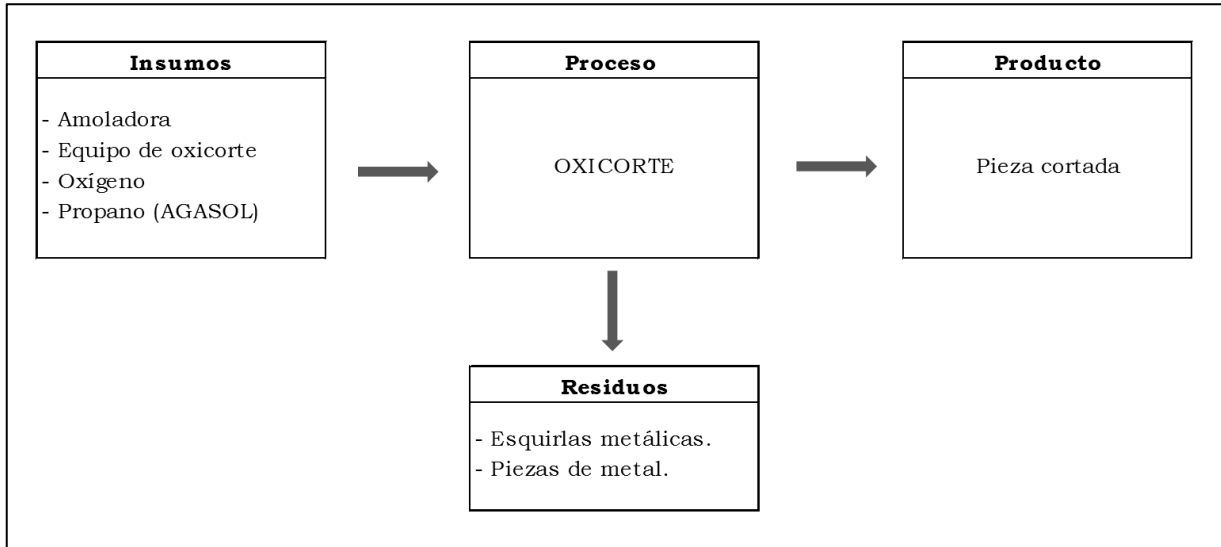 Insumos
- Amoladora
- Equipo de oxicorte
- Oxígeno
- Propano (AGASOL)
Proceso
OXICORTE
Producto
Pieza cortada
Residuos
- Esquirlas metálicas.
- Piezas de metal.